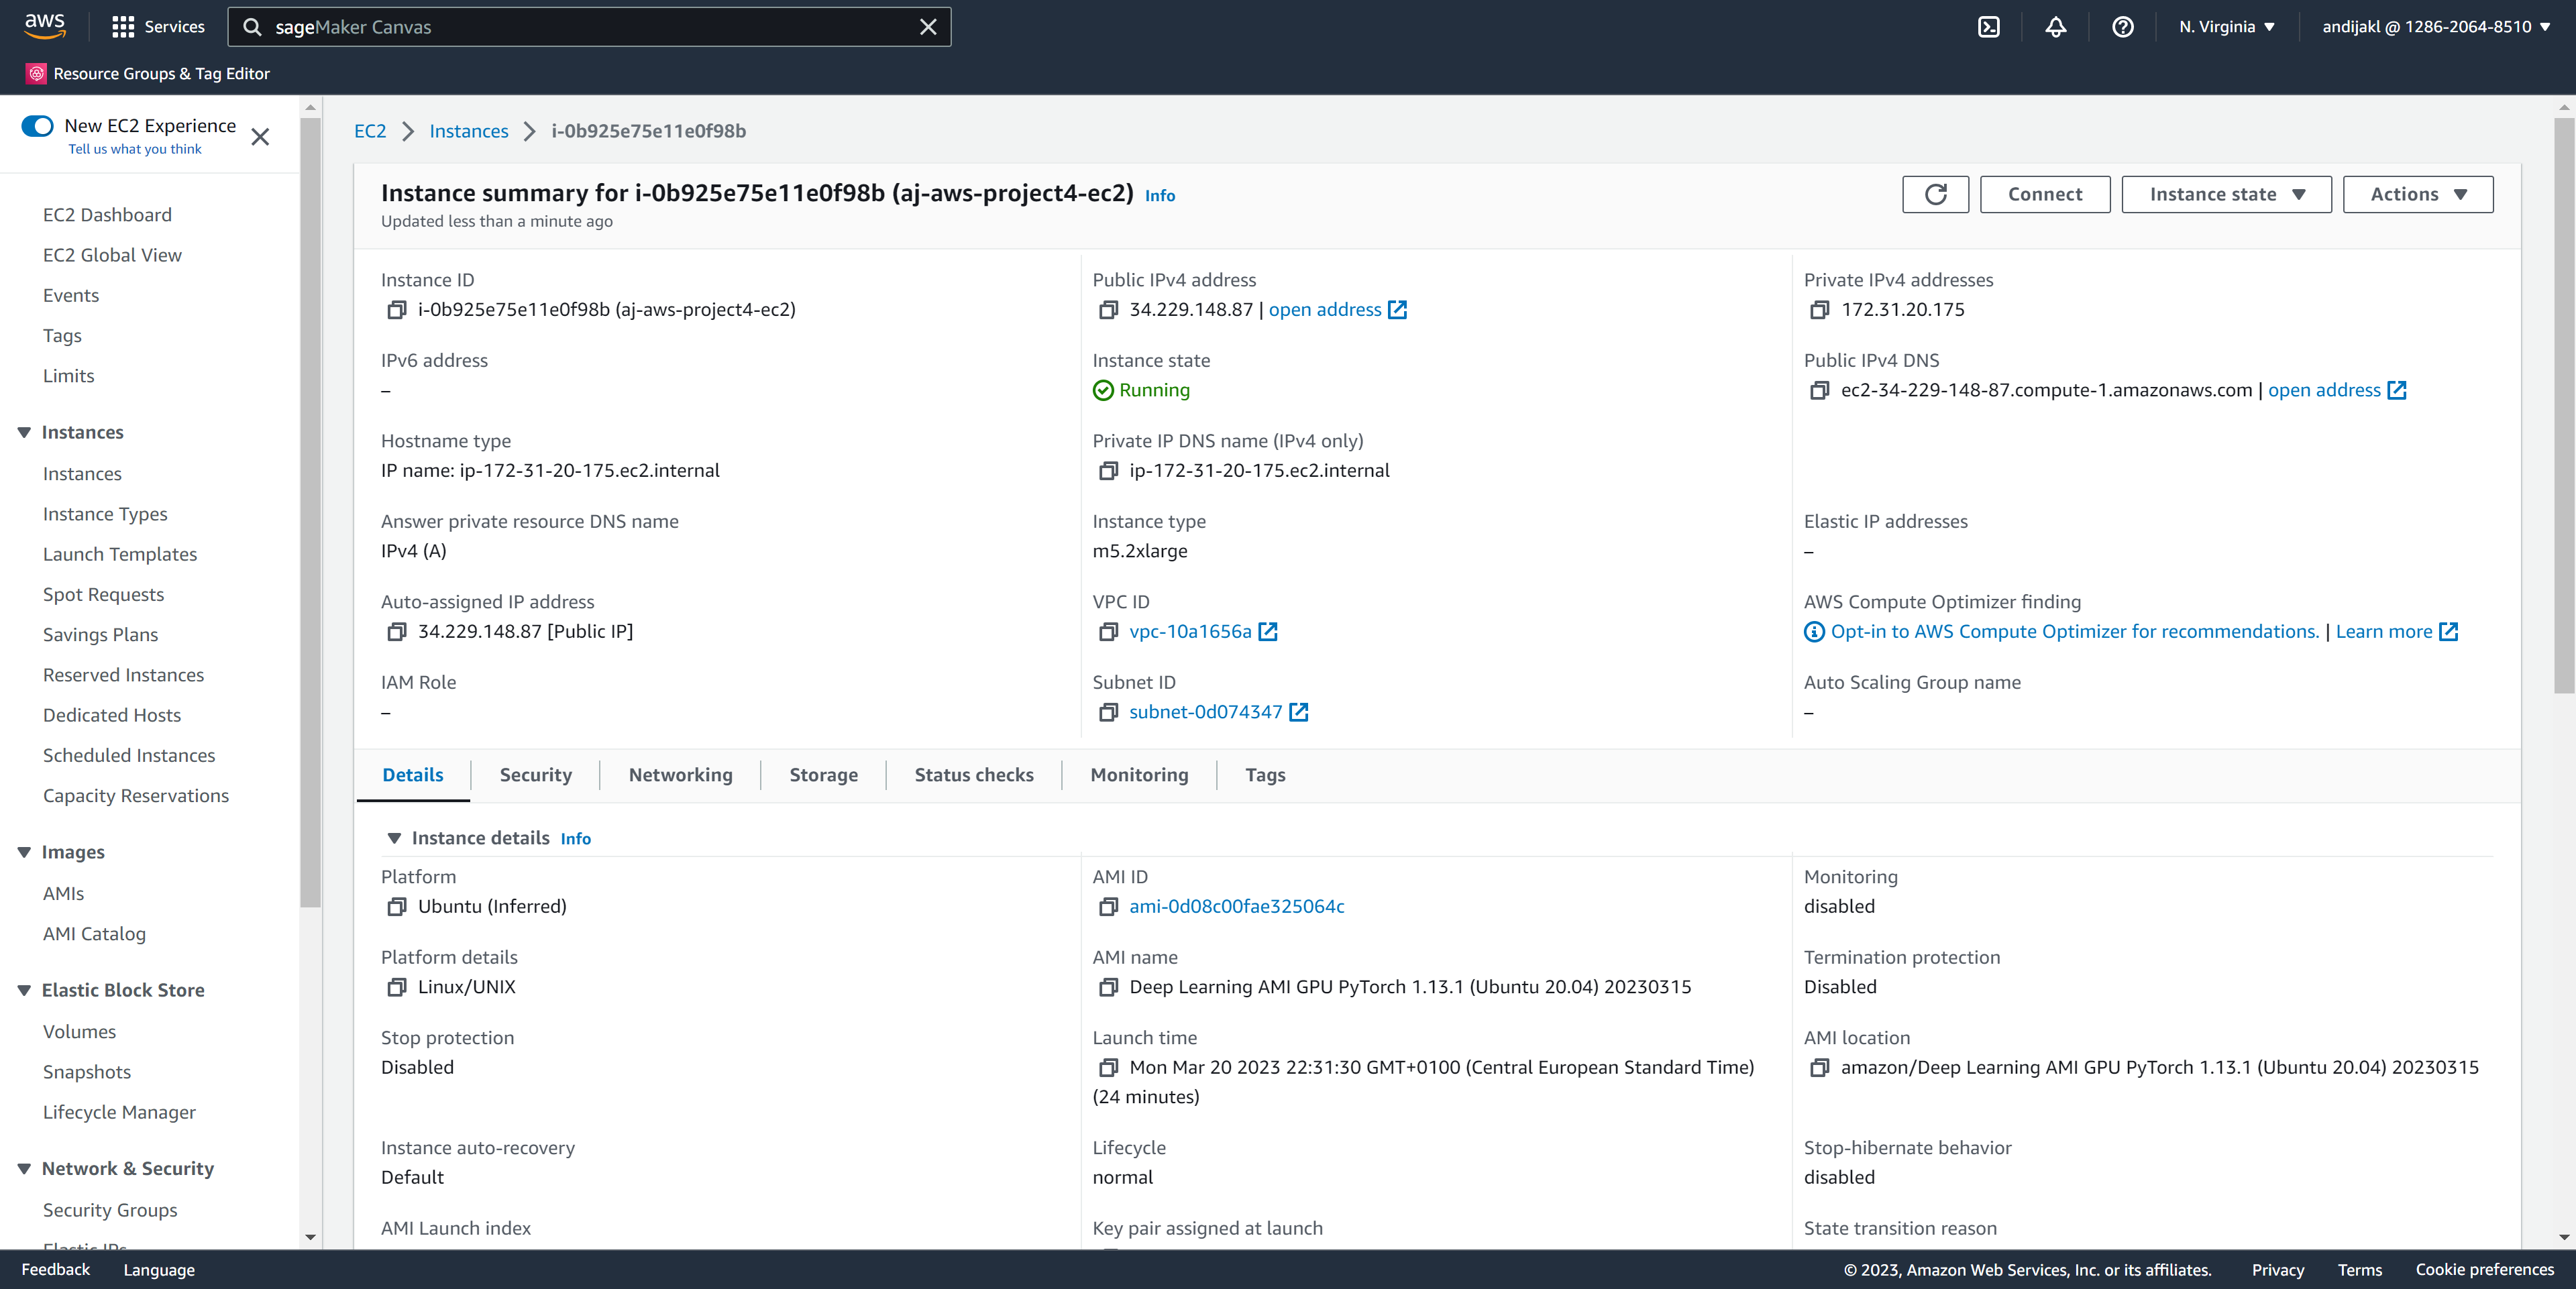 aws
Services
sageMaker Canvas
N. Virginia
andijakl @ 1286-2064-8510
Resource Groups & Tag Editor
New EC2 Experience
Tell us what you think
EC2 Dashboard
EC2 Global View
Events
Tags
Limits
Instances
Instances
Instance Types
Launch Templates
Spot Requests
Savings Plans
Reserved Instances
Dedicated Hosts
Scheduled Instances
Capacity Reservations
Images
AMIs
AMI Catalog
Elastic Block Store
Volumes
Snapshots
Lifecycle Manager
Network & Security
Security Groups
Elastic IPs
EC2 > Instances > i-0b925e75e11e0f98b
Instance summary for i-0b925e75e11e0f98b (aj-aws-project4-ec2) Info
Updated less than a minute ago
Connect
Instance state
Actions
Instance ID
i-0b925e75e11e0f98b (aj-aws-project4-ec2)
Public IPv4 address
34.229.148.87 | open address
Private IPv4 addresses
172.31.20.175
IPv6 address
–
Instance state
Running
Public IPv4 DNS
ec2-34-229-148-87.compute-1.amazonaws.com | open address
Hostname type
IP name: ip-172-31-20-175.ec2.internal
Private IP DNS name (IPv4 only)
ip-172-31-20-175.ec2.internal
Answer private resource DNS name
IPv4 (A)
Instance type
m5.2xlarge
Elastic IP addresses
–
Auto-assigned IP address
34.229.148.87 [Public IP]
VPC ID
vpc-10a1656a
AWS Compute Optimizer finding
Opt-in to AWS Compute Optimizer for recommendations. | Learn more
IAM Role
–
Subnet ID
subnet-0d074347
Auto Scaling Group name
–
Details
Security
Networking
Storage
Status checks
Monitoring
Tags
Instance details Info
Platform
Ubuntu (Inferred)
AMI ID
ami-0d08c00fae325064c
Monitoring
disabled
Platform details
Linux/UNIX
AMI name
Deep Learning AMI GPU PyTorch 1.13.1 (Ubuntu 20.04) 20230315
Termination protection
Disabled
Stop protection
Disabled
Launch time
Mon Mar 20 2023 22:31:30 GMT+0100 (Central European Standard Time)
(24 minutes)
AMI location
amazon/Deep Learning AMI GPU PyTorch 1.13.1 (Ubuntu 20.04) 20230315
Instance auto-recovery
Default
Lifecycle
normal
Stop-hibernate behavior
disabled
AMI Launch index
Key pair assigned at launch
State transition reason
Feedback
Language
© 2023, Amazon Web Services, Inc. or its affiliates.
Privacy
Terms
Cookie preferences